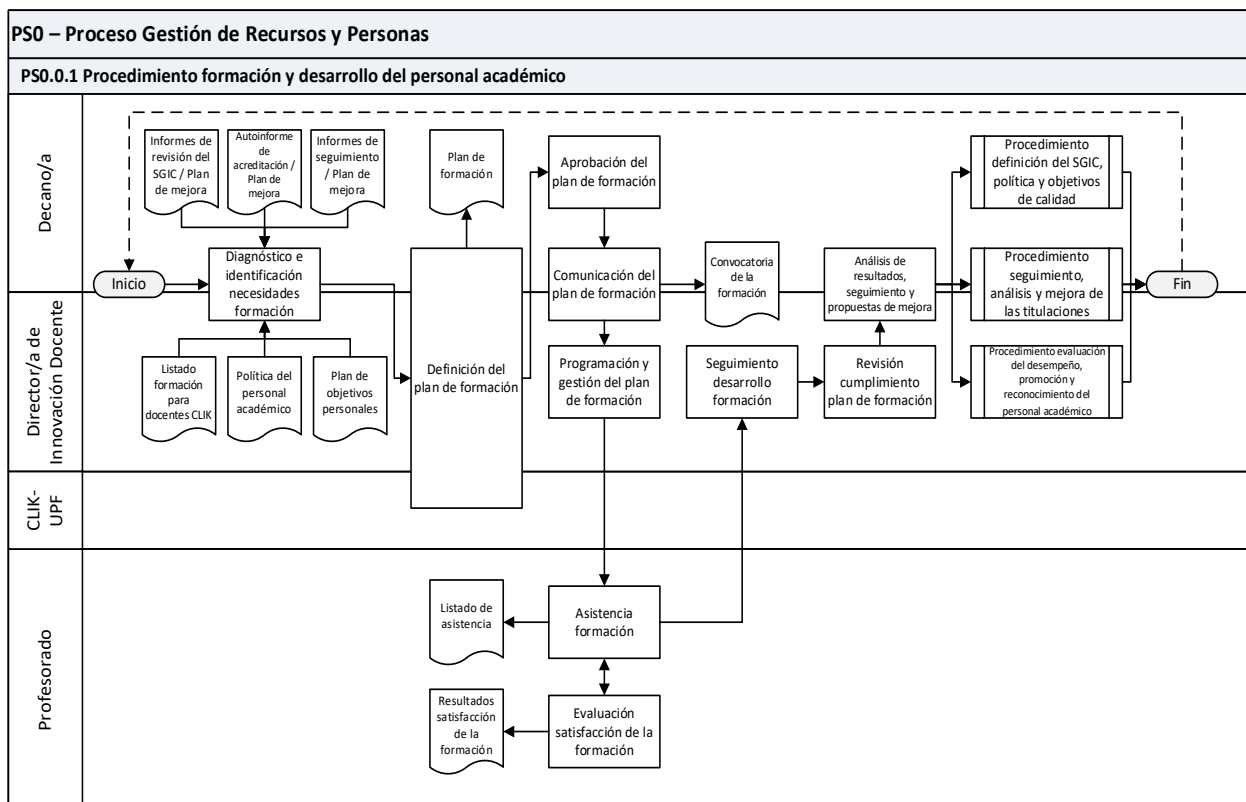 PS0 – Proceso Gestión de Recursos y Personas
PS0.0.1 Procedimiento formación y desarrollo del personal académico
Decano/a
Informes de
revisión del
SGIC / Plan
de mejora
Autoinforme
de
acreditación /
Plan de
mejora
Informes de
seguimiento
/ Plan de
mejora
Plan de
formación
Aprobación del
plan de formación
Procedimiento
definición del SGIC,
política y objetivos
de calidad
Inicio
Diagnóstico e
identificación
necesidades
formación
Comunicación del
plan de formación
Convocatoria
de la
formación
Análisis de
resultados,
seguimiento y
propuestas de mejora
Procedimiento
seguimiento,
análisis y mejora de
las titulaciones
Fin
Director/a de
Innovación Docente
Listado
formación
para
docentes CLIK
Política del
personal
académico
Plan de
objetivos
personales
Definición del
plan de formación
Programación y
gestión del plan
de formación
Seguimiento
desarrollo
formación
Revisión
cumplimiento
plan de formación
Procedimiento evaluación
del desempeño,
promoción y
reconocimiento del
personal académico
CLIK-
UPF
Profesorado
Listado de
asistencia
Asistencia
formación
Resultados
satisfacción
de la
formación
Evaluación
satisfacción de la
formación